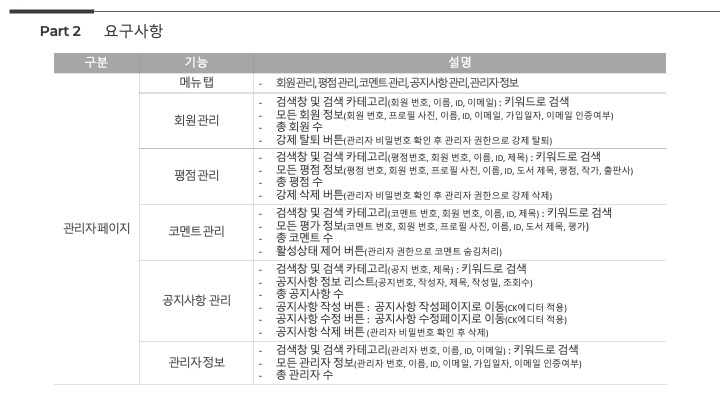 Part 2 요구사항
구분 기능 설명
메뉴 탭 - 회원 관리, 평점 관리, 코멘트 관리, 공지사항 관리, 관리자 정보
회원 관리
- 검색창 및 검색 카테고리(회원 번호, 이름, ID, 이메일) : 키워드로 검색
- 모든 회원 정보(회원 번호, 프로필 사진, 이름, ID, 이메일, 가입일자, 이메일 인증여부)
- 총 회원 수
- 강제 탈퇴 버튼(관리자 비밀번호 확인 후 관리자 권한으로 강제 탈퇴)
평점 관리
- 검색창 및 검색 카테고리(평점번호, 회원 번호, 이름, ID, 제목) : 키워드로 검색
- 모든 평점 정보(평점 번호, 회원 번호, 프로필 사진, 이름, ID, 도서 제목, 평점, 작가, 출판사)
- 총 평점 수
- 강제 삭제 버튼(관리자 비밀번호 확인 후 관리자 권한으로 강제 삭제)
관리자 페이지
코멘트 관리
- 검색창 및 검색 카테고리(코멘트 번호, 회원 번호, 이름, ID, 제목) : 키워드로 검색
- 모든 평가 정보(코멘트 번호, 회원 번호, 프로필 사진, 이름, ID, 도서 제목, 평가)
- 총 코멘트 수
- 활성상태 제어 버튼(관리자 권한으로 코멘트 숨김처리)
공지사항 관리
- 검색창 및 검색 카테고리(공지 번호, 제목) : 키워드로 검색
- 공지사항 정보 리스트(공지번호, 작성자, 제목, 작성일, 조회수)
- 총 공지사항 수
- 공지사항 작성 버튼 : 공지사항 작성페이지로 이동(CK에디터 적용)
- 공지사항 수정 버튼 : 공지사항 수정페이지로 이동(CK에디터 적용)
- 공지사항 삭제 버튼 (관리자 비밀번호 확인 후 삭제)
관리자 정보
- 검색창 및 검색 카테고리(관리자 번호, 이름, ID, 이메일) : 키워드로 검색
- 모든 관리자 정보(관리자 번호, 이름, ID, 이메일, 가입일자, 이메일 인증여부)
- 총 관리자 수